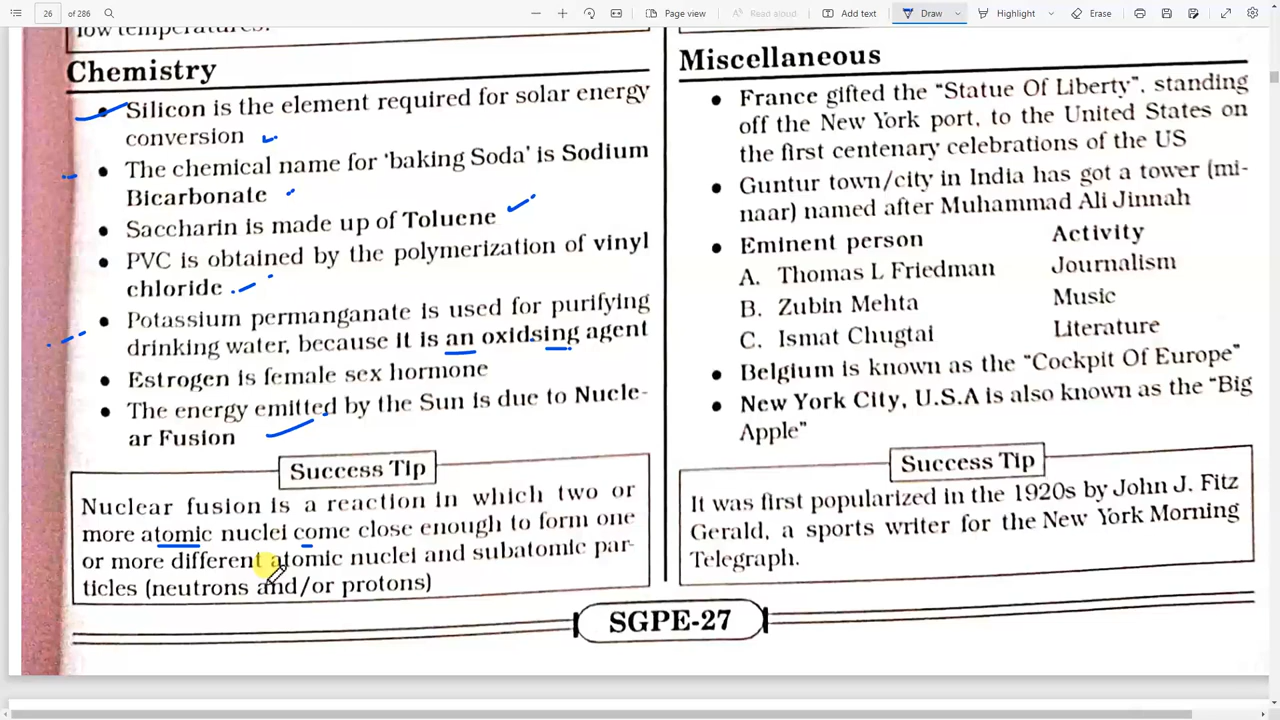 26 of 286
Page view
Read aloud
Add text
Draw
Highlight
Erase
low temperatures.
Chemistry
• Silicon is the element required for solar energy
conversion
• The chemical name for ‘baking Soda’ is Sodium
Bicarbonate
• Saccharin is made up of Toluene
• PVC is obtained by the polymerization of vinyl
chloride
• Potassium permanganate is used for purifying
drinking water, because it is an oxidsing agent
• Estrogen is female sex hormone
• The energy emitted by the Sun is due to Nucle-
ar Fusion
Success Tip
Nuclear fusion is a reaction in which two or
more atomic nuclei come close enough to form one
or more different atomic nuclei and subatomic par-
ticles (neutrons and/or protons)
Miscellaneous
• France gifted the “Statue Of Liberty”, standing
off the New York port, to the United States on
the first centenary celebrations of the US
• Guntur town/city in India has got a tower (mi-
naar) named after Muhammad Ali Jinnah
• Eminent person Activity
A. Thomas L Friedman Journalism
B. Zubin Mehta Music
C. Ismat Chugtai Literature
• Belgium is known as the “Cockpit Of Europe”
• New York City, U.S.A is also known as the “Big
Apple”
Success Tip
It was first popularized in the 1920s by John J. Fitz
Gerald, a sports writer for the New York Morning
Telegraph.
SGPE-27